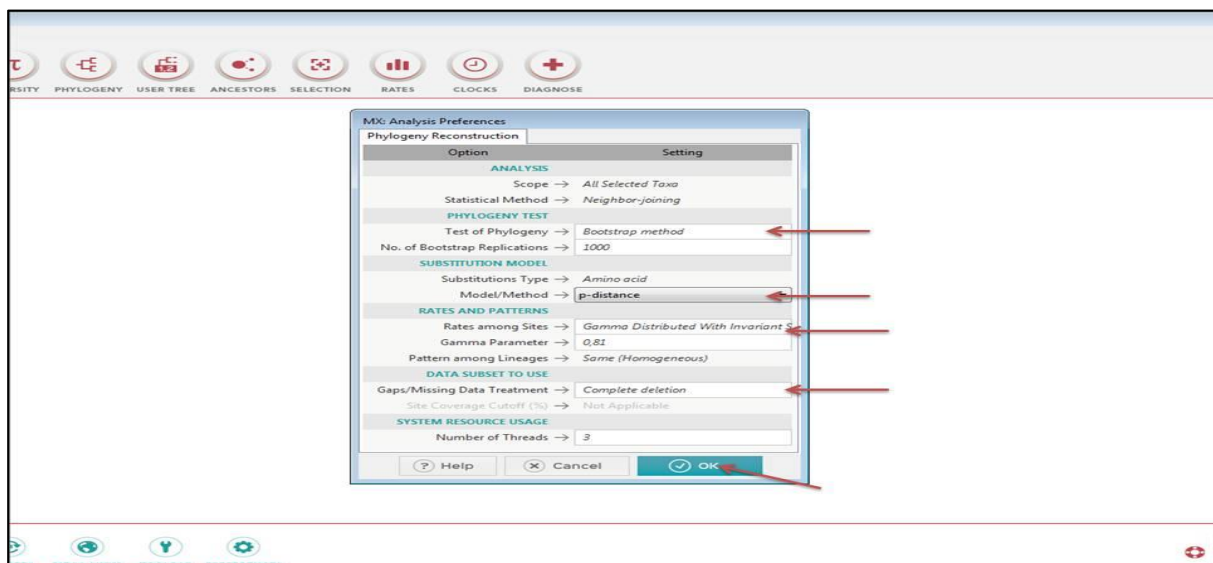 RSITY PHYLOGENY USER TREE ANCESTORS SELECTION RATES CLOCKS DIAGNOSE
MX: Analysis Preferences
Phylogeny Reconstruction
Option Setting
ANALYSIS
Scope → All Selected Taxa
Statistical Method → Neighbor-joining
PHYLOGENY TEST
Test of Phylogeny → Bootstrap method
No. of Bootstrap Replications → 1000
SUBSTITUTION MODEL
Substitutions Type → Amino acid
Model/Method → p-distance
RATES AND PATTERNS
Rates among Sites → Gamma Distributed With Invariant S
Gamma Parameter → 0,81
Pattern among Lineages → Same (Homogeneous)
DATA SUBSET TO USE
Gaps/Missing Data Treatment → Complete deletion
Site Coverage Cutoff (%) → Not Applicable
SYSTEM RESOURCE USAGE
Number of Threads → 3
? Help Cancel OK